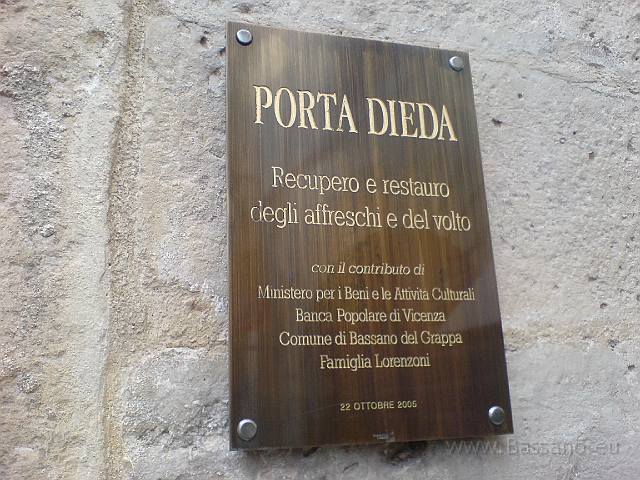 PORTA DIEDA
Recupero e restauro
degli affreschi e del volto
con il contributo di
Ministero per i Beni e le Attivita Culturali
Banca Popolare di Vicenza
Comune di Bassano del Grappa
Famiglia Lorenzoni
22 OTTOBRE 2005
www.Bassano.eu